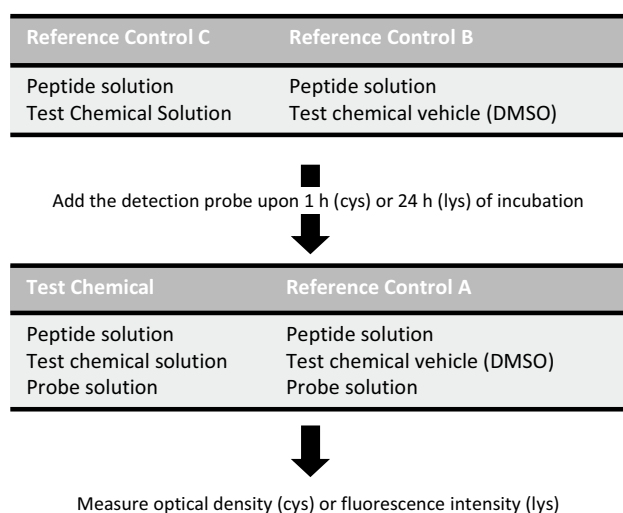 Reference Control C Reference Control B
Peptide solution Peptide solution
Test Chemical Solution Test chemical vehicle (DMSO)
Add the detection probe upon 1 h (cys) or 24 h (lys) of incubation
Test Chemical Reference Control A
Peptide solution Peptide solution
Test chemical solution Test chemical vehicle (DMSO)
Probe solution Probe solution
Measure optical density (cys) or fluorescence intensity (lys)